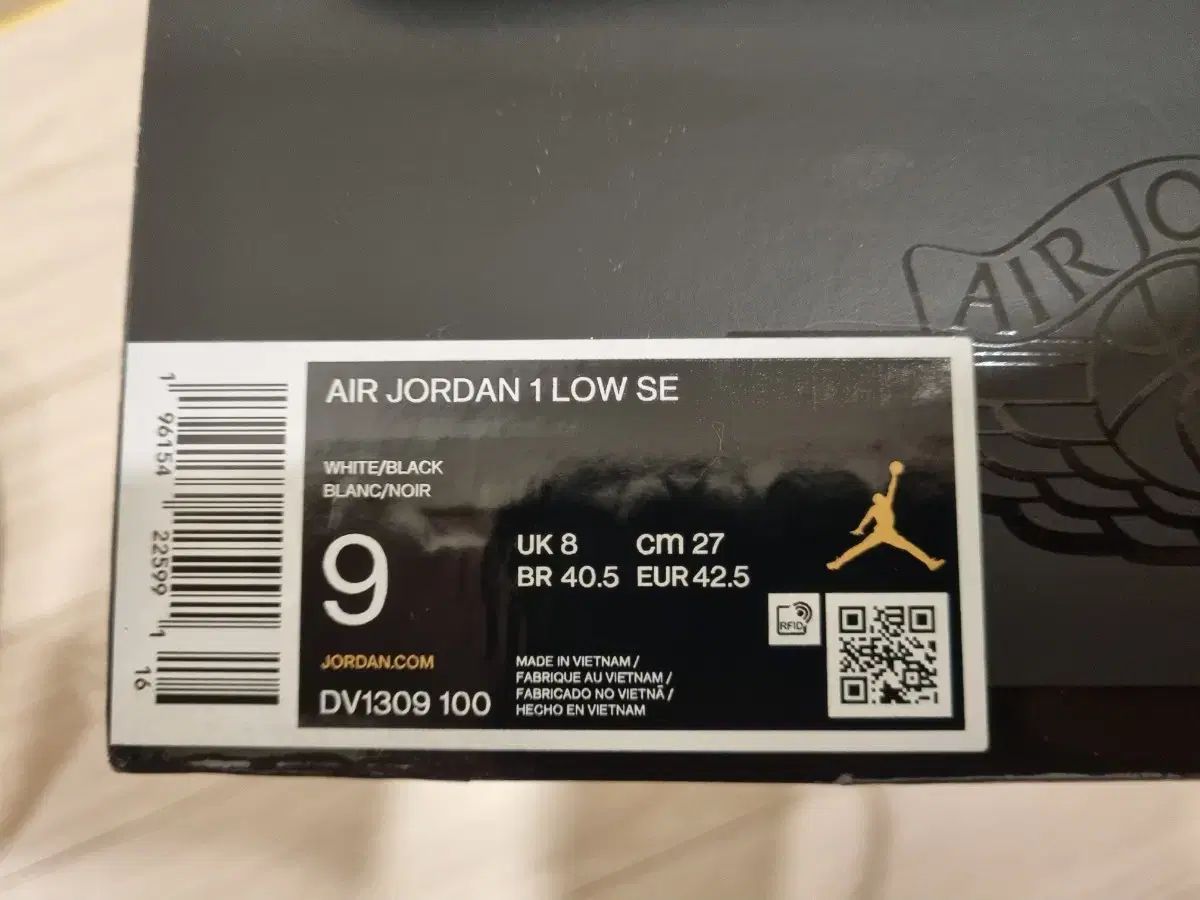 AIR JO
AIR JORDAN 1 LOW SE
WHITE/BLACK
BLANC/NOIR
9
UK 8 cm 27
BR 40.5 EUR 42.5
RFID
JORDAN.COM
DV1309 100
MADE IN VIETNAM /
FABRIQUE AU VIETNAM /
FABRICADO NO VIETNÃ /
HECHO EN VIETNAM
1 96154 22599 1
16